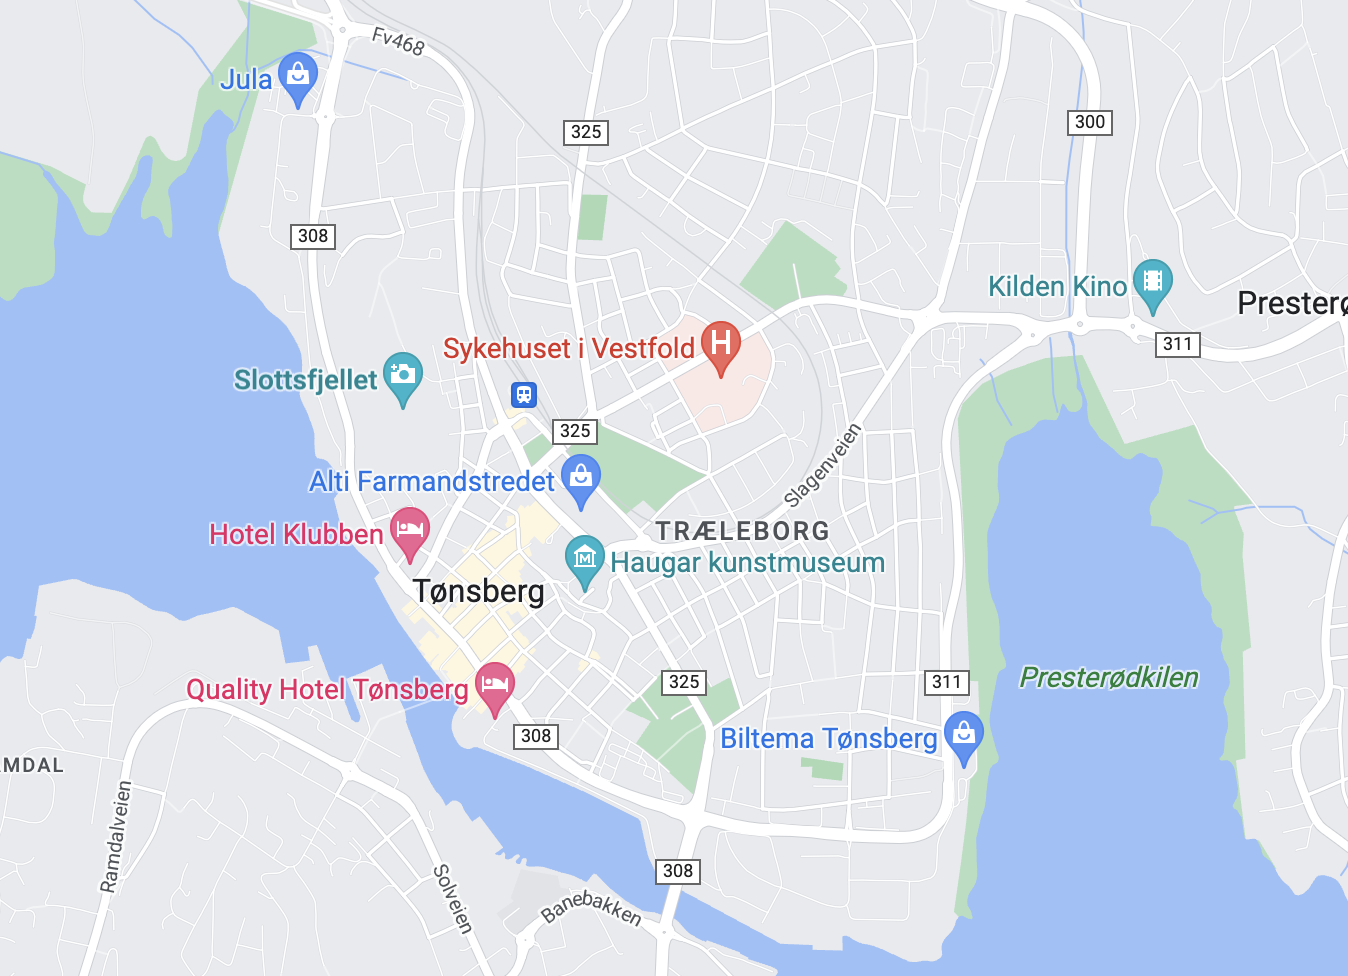 Fv468
Jula
325
300
308
Kilden Kino
Presterø
311
Sykehuset i Vestfold
Slottsfjellet
325
Slagenveien
Alti Farmandstredet
Hotel Klubben
TRÆLEBORG
Haugar kunstmuseum
Tønsberg
Quality Hotel Tønsberg
325
311
Presterødkilen
308
Biltema Tønsberg
AMDAL
Ramdalveien
Solveien
308
Banebakken